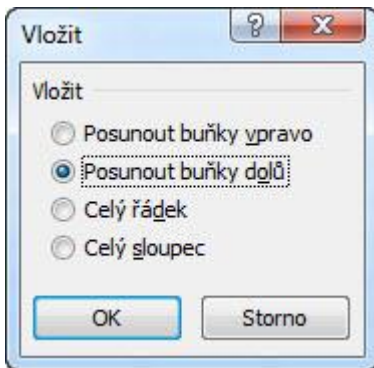 Vložit
Vložit
Posunout buňky vpravo
Posunout buňky dolů
Celý řádek
Celý sloupec
OK Storno